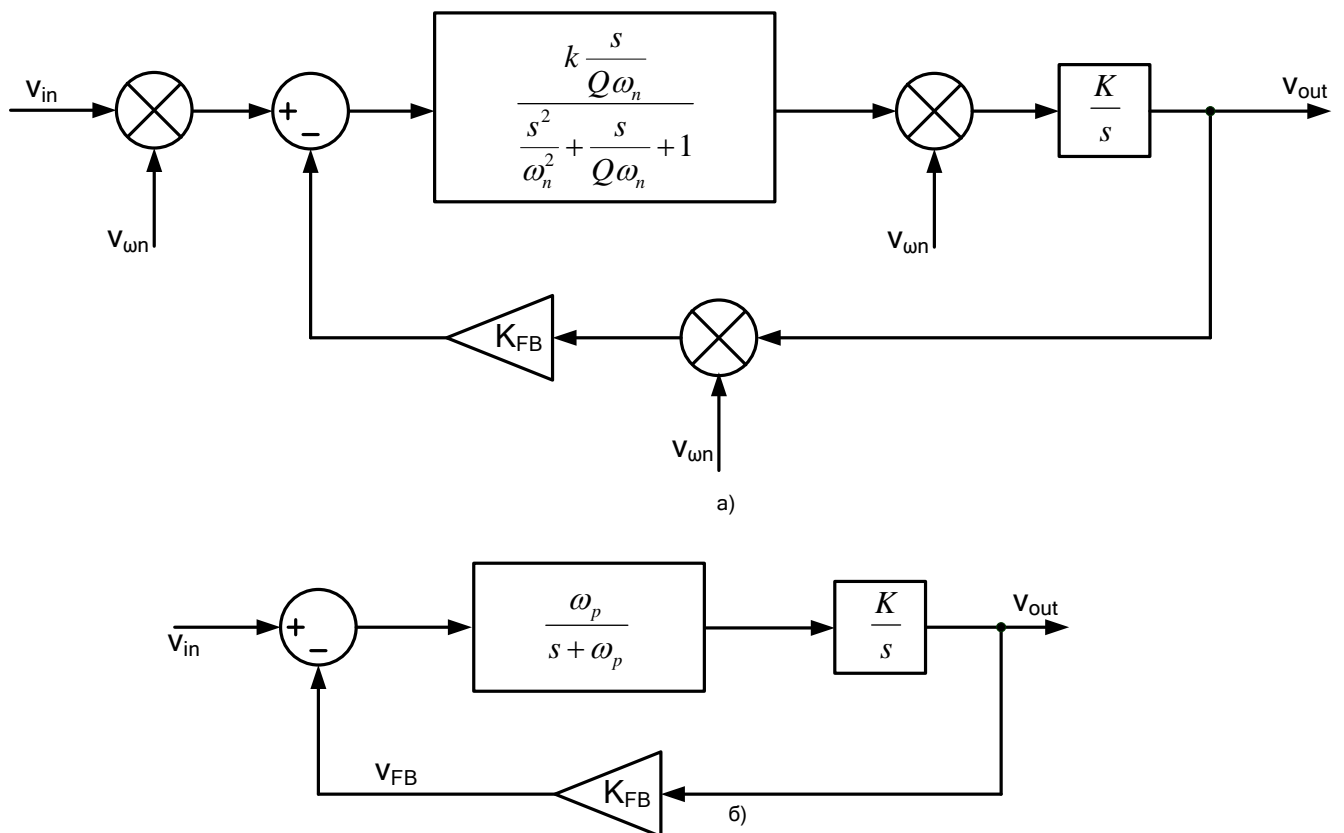 v_in
+
−
k s/(Qω_n)
s²/ω_n² + s/(Qω_n) + 1
K/s
v_out
v_ωn
v_ωn
K_FB
v_ωn
а)
v_in
+
−
ω_p/(s + ω_p)
K/s
v_out
v_FB
K_FB
б)